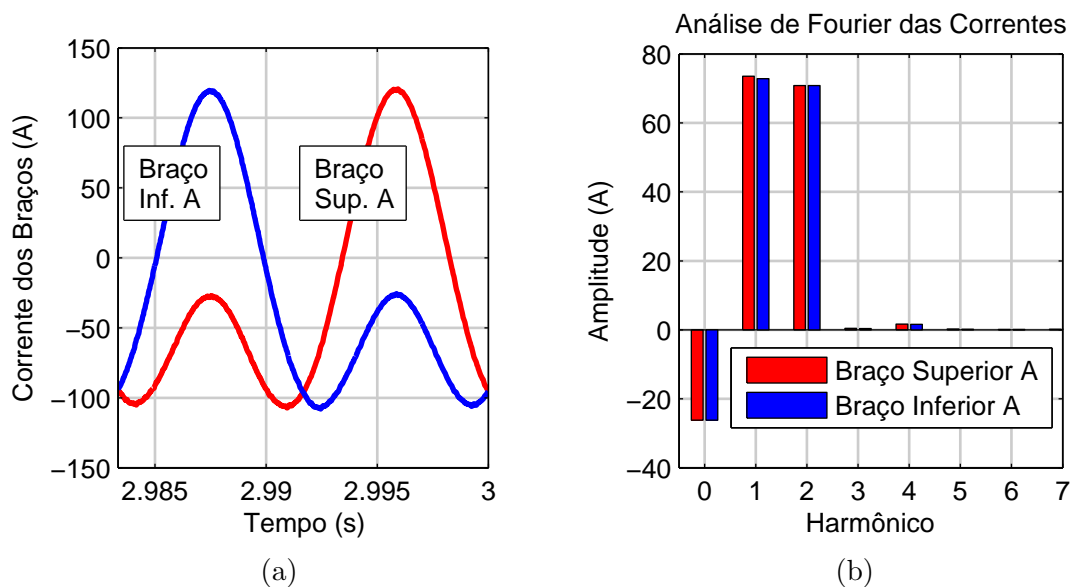 150
100
50
0
−50
−100
−150
Corrente dos Braços (A)
Braço
Inf. A
Braço
Sup. A
2.985
2.99
2.995
3
Tempo (s)
(a)
Análise de Fourier das Correntes
80
60
40
20
0
−20
−40
Amplitude (A)
Braço Superior A
Braço Inferior A
0 1 2 3 4 5 6 7
Harmônico
(b)